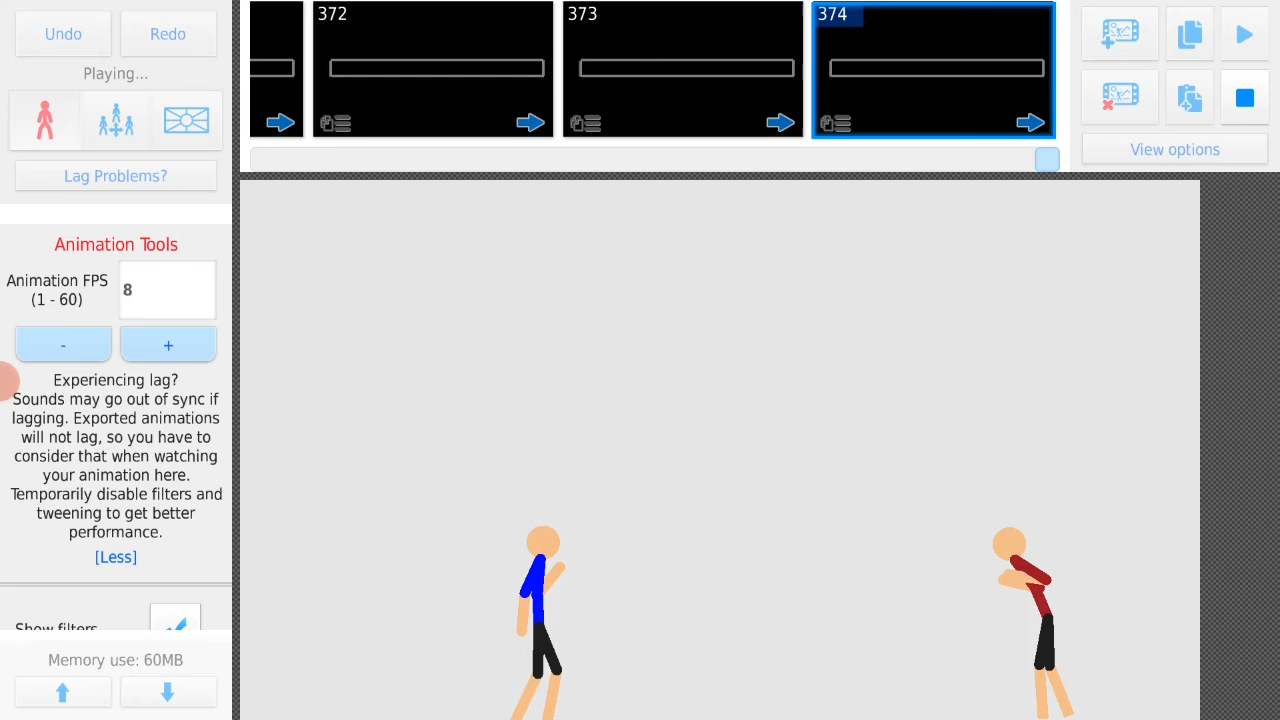 Undo
Redo
Playing...
Lag Problems?
Animation Tools
Animation FPS
(1 - 60)
8
-
+
Experiencing lag?
Sounds may go out of sync if
lagging. Exported animations
will not lag, so you have to
consider that when watching
your animation here.
Temporarily disable filters and
tweening to get better
performance.
[Less]
Show filters
Memory use: 60MB
372
373
374
View options